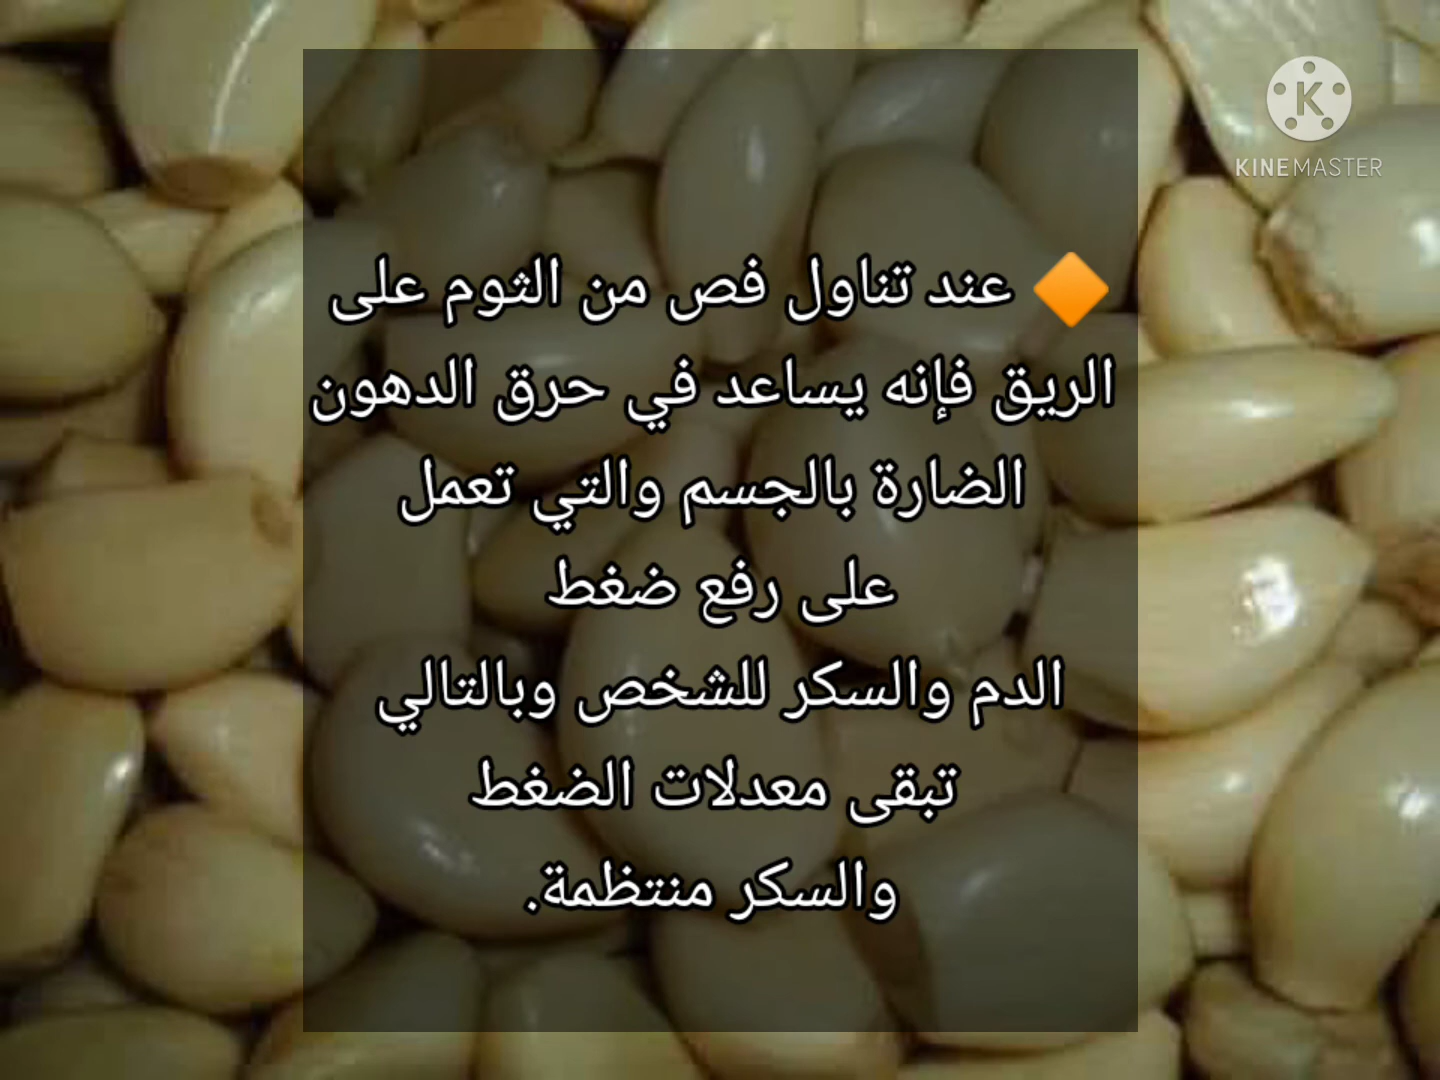 🔶 عند تناول فص من الثوم على
الريق فإنه يساعد في حرق الدهون
الضارة بالجسم والتي تعمل
على رفع ضغط
الدم والسكر للشخص وبالتالي
تبقى معدلات الضغط
والسكر منتظمة.
K
KINEMASTER